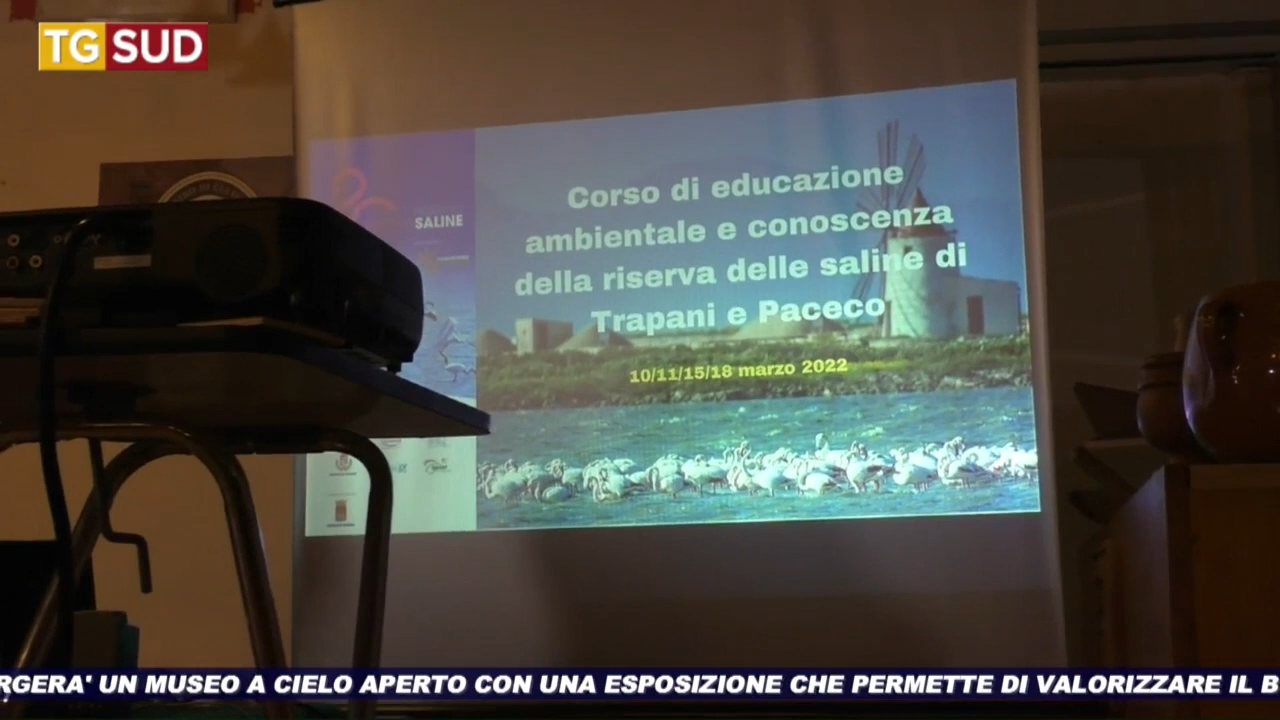 TG SUD
SALINE
Corso di educazione
ambientale e conoscenza
della riserva delle saline di
Trapani e Paceco
10/11/15/18 marzo 2022
RGERA' UN MUSEO A CIELO APERTO CON UNA ESPOSIZIONE CHE PERMETTE DI VALORIZZARE IL B